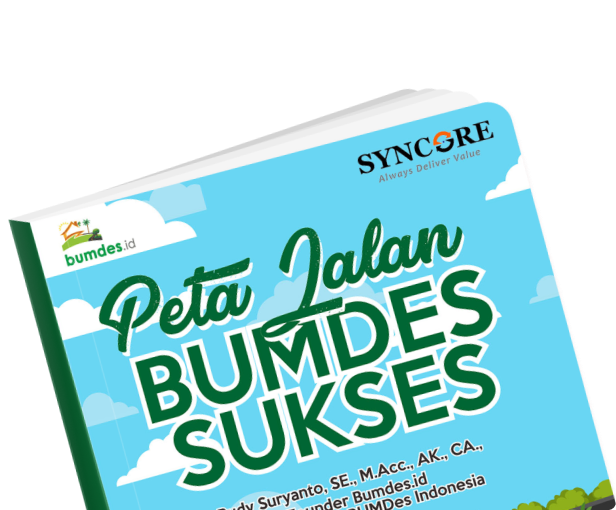 SYNCORE
Always Deliver Value
bumdes.id
Peta Jalan
BUMDES
SUKSES
Rudy Suryanto, SE., M.Acc., AK., CA.,
Bumdes.id
BUMDes Indonesia